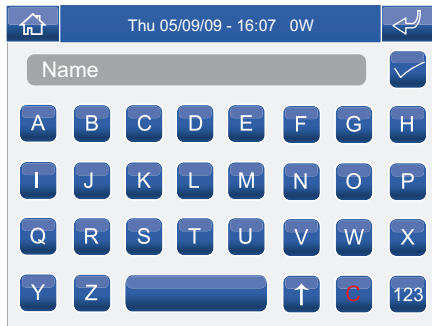 Thu 05/09/09 - 16:07 0W
Name
A B C D E F G H
I J K L M N O P
Q R S T U V W X
Y Z ↑ C 123